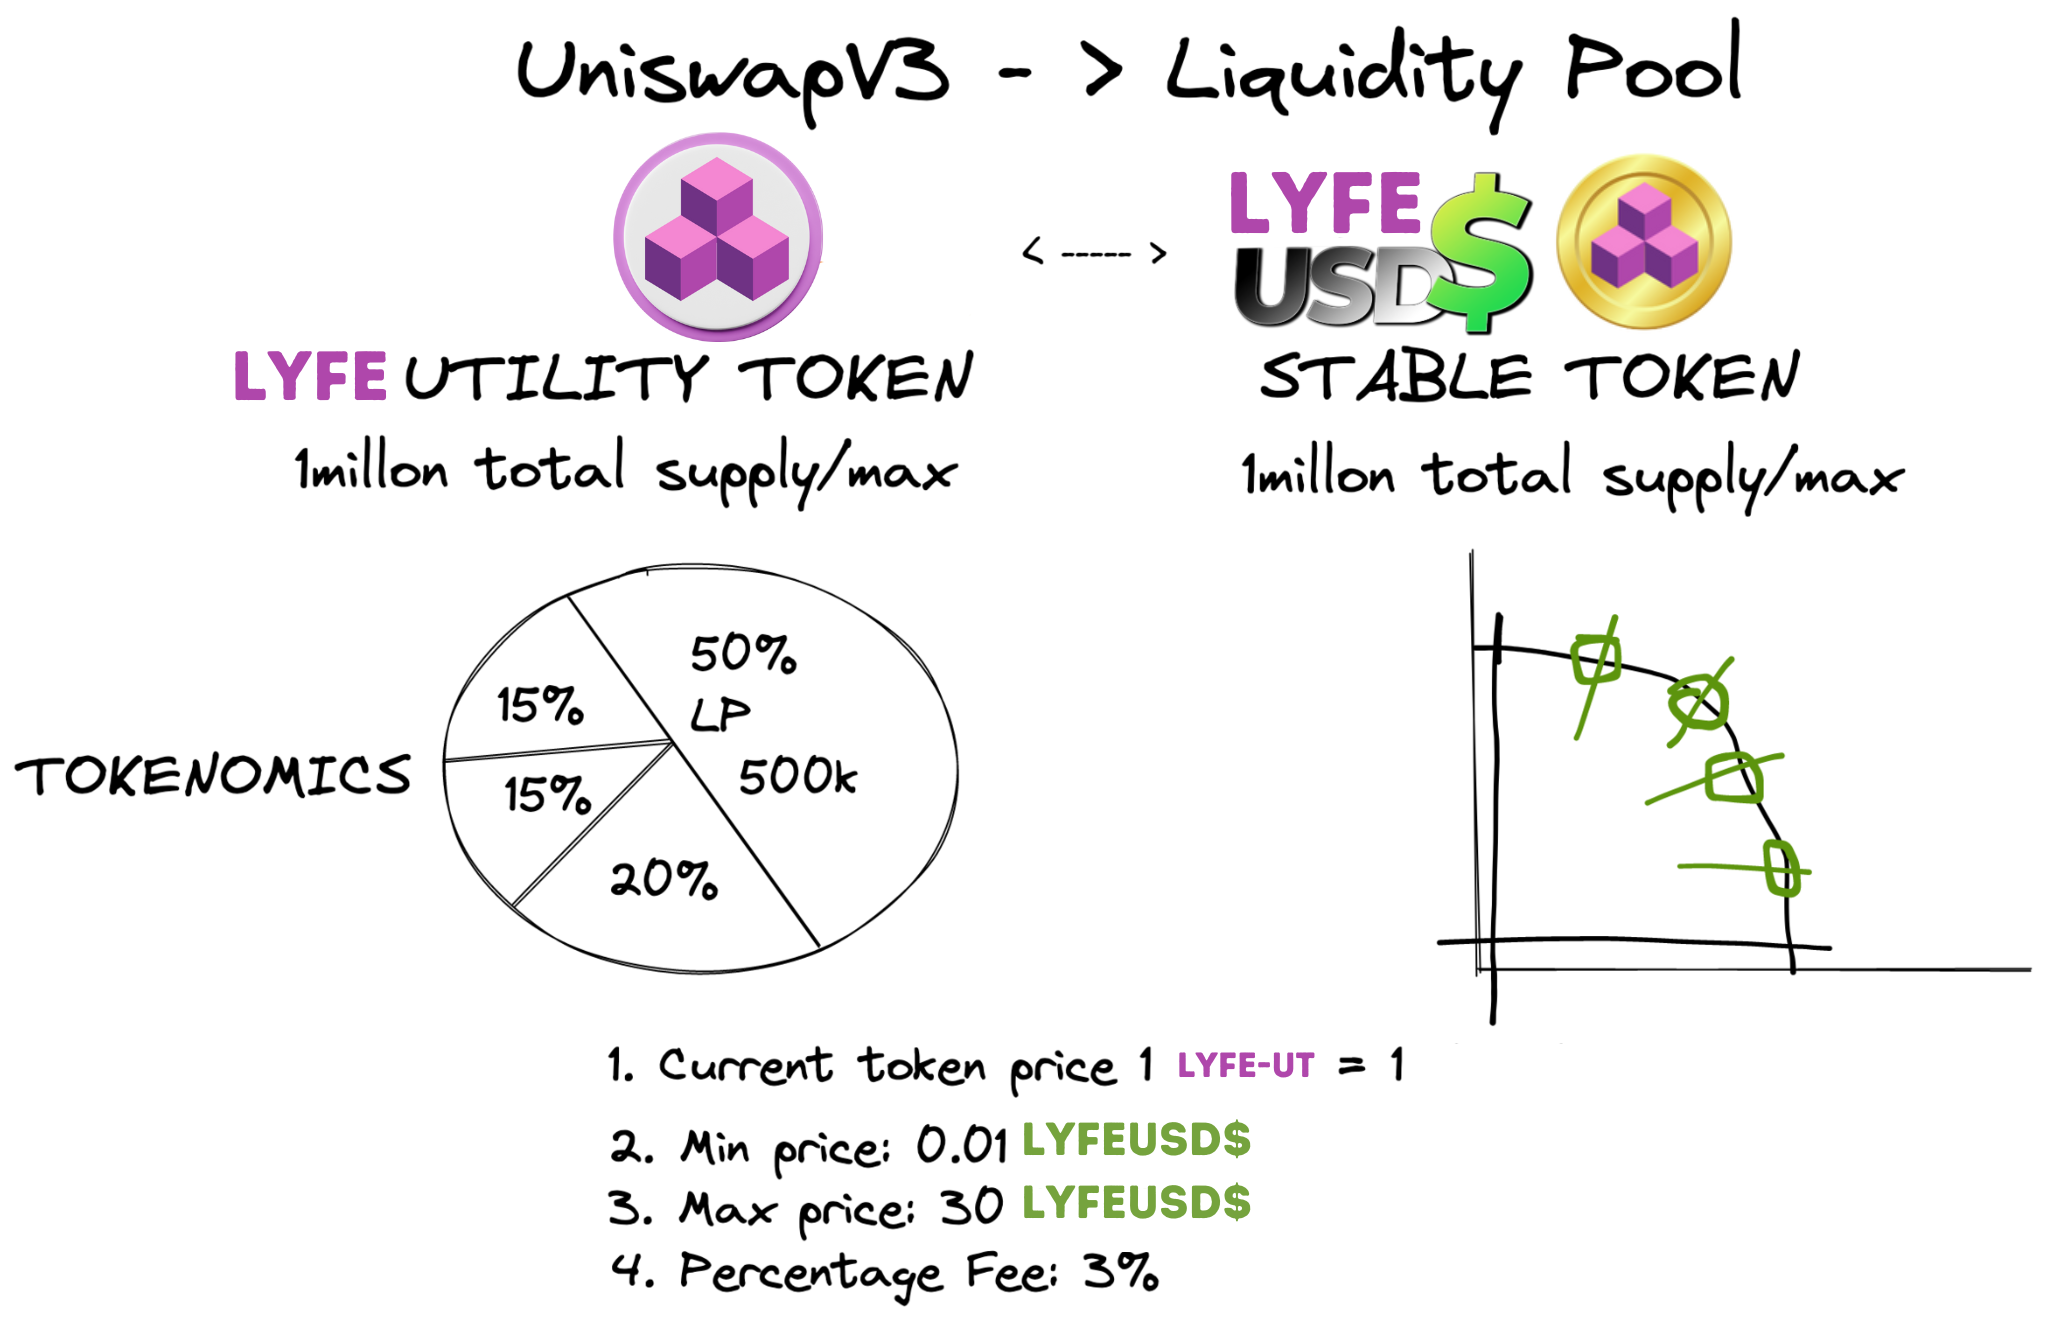 UniswapV3 - > Liquidity Pool
LYFE
USD$
< ----- >
LYFE UTILITY TOKEN
STABLE TOKEN
1millon total supply/max
1millon total supply/max
TOKENOMICS
50%
LP
500k
15%
15%
20%
1. Current token price 1 LYFE-UT = 1
2. Min price: 0.01 LYFEUSD$
3. Max price: 30 LYFEUSD$
4. Percentage Fee: 3%